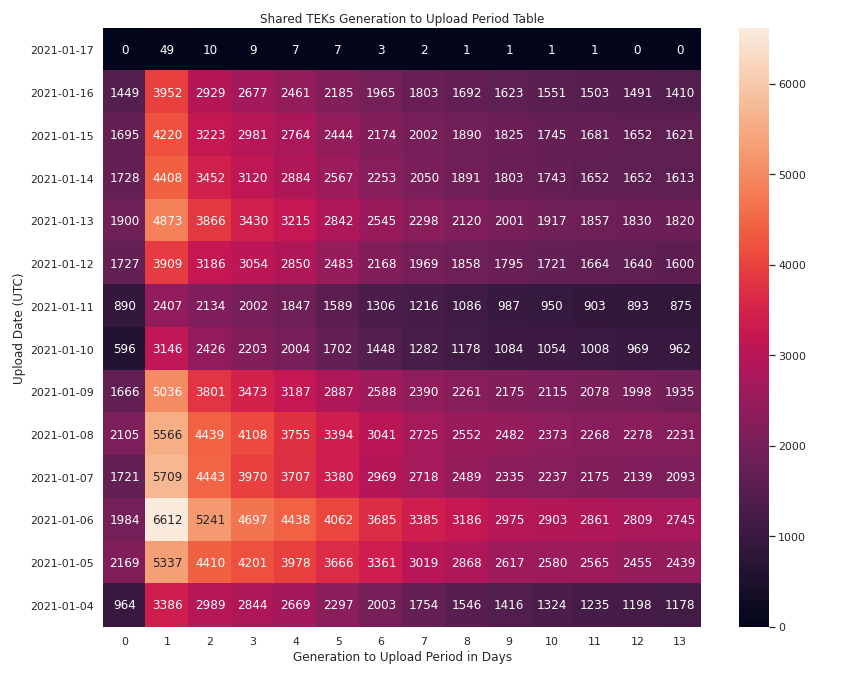 Shared TEKs Generation to Upload Period Table
2021-01-17 0 49 10 9 7 7 3 2 1 1 1 1 0 0
2021-01-16 1449 3952 2929 2677 2461 2185 1965 1803 1692 1623 1551 1503 1491 1410
2021-01-15 1695 4220 3223 2981 2764 2444 2174 2002 1890 1825 1745 1681 1652 1621
2021-01-14 1728 4408 3452 3120 2884 2567 2253 2050 1891 1803 1743 1652 1652 1613
2021-01-13 1900 4873 3866 3430 3215 2842 2545 2298 2120 2001 1917 1857 1830 1820
2021-01-12 1727 3909 3186 3054 2850 2483 2168 1969 1858 1795 1721 1664 1640 1600
2021-01-11 890 2407 2134 2002 1847 1589 1306 1216 1086 987 950 903 893 875
2021-01-10 596 3146 2426 2203 2004 1702 1448 1282 1178 1084 1054 1008 969 962
2021-01-09 1666 5036 3801 3473 3187 2887 2588 2390 2261 2175 2115 2078 1998 1935
2021-01-08 2105 5566 4439 4108 3755 3394 3041 2725 2552 2482 2373 2268 2278 2231
2021-01-07 1721 5709 4443 3970 3707 3380 2969 2718 2489 2335 2237 2175 2139 2093
2021-01-06 1984 6612 5241 4697 4438 4062 3685 3385 3186 2975 2903 2861 2809 2745
2021-01-05 2169 5337 4410 4201 3978 3666 3361 3019 2868 2617 2580 2565 2455 2439
2021-01-04 964 3386 2989 2844 2669 2297 2003 1754 1546 1416 1324 1235 1198 1178
0 1 2 3 4 5 6 7 8 9 10 11 12 13
Generation to Upload Period in Days
Upload Date (UTC)
6000
5000
4000
3000
2000
1000
0